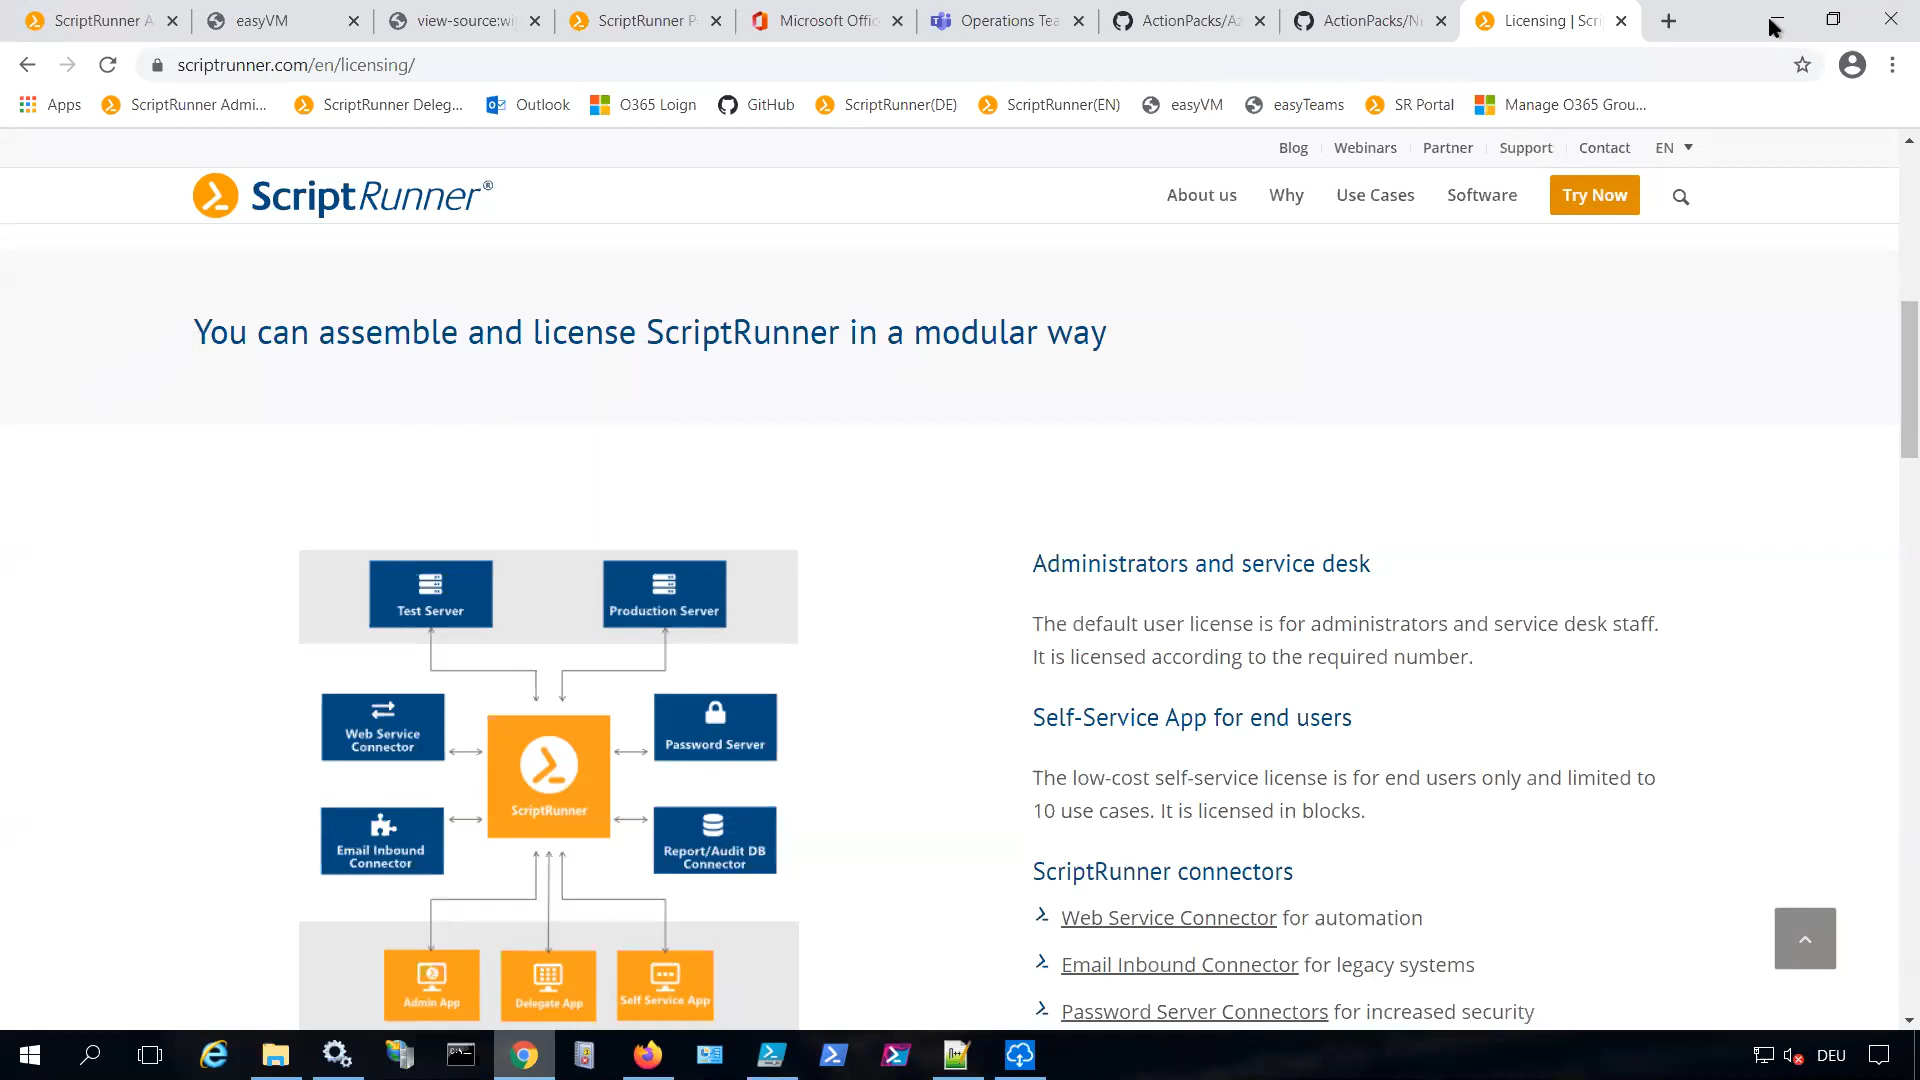 ScriptRunner A
easyVM
view-source:wi
ScriptRunner P
Microsoft Offic
Operations Tea
ActionPacks/Az
ActionPacks/Ne
Licensing | Scri
scriptrunner.com/en/licensing/
Apps
ScriptRunner Admi...
ScriptRunner Deleg...
Outlook
O365 Loign
GitHub
ScriptRunner(DE)
ScriptRunner(EN)
easyVM
easyTeams
SR Portal
Manage O365 Grou...
Blog
Webinars
Partner
Support
Contact
EN
ScriptRunner®
About us
Why
Use Cases
Software
Try Now
You can assemble and license ScriptRunner in a modular way
Test Server
Production Server
Web Service
Connector
Password Server
ScriptRunner
Email Inbound
Connector
Report/Audit DB
Connector
Admin App
Delegate App
Self Service App
Administrators and service desk
The default user license is for administrators and service desk staff.
It is licensed according to the required number.
Self-Service App for end users
The low-cost self-service license is for end users only and limited to
10 use cases. It is licensed in blocks.
ScriptRunner connectors
Web Service Connector for automation
Email Inbound Connector for legacy systems
Password Server Connectors for increased security
DEU